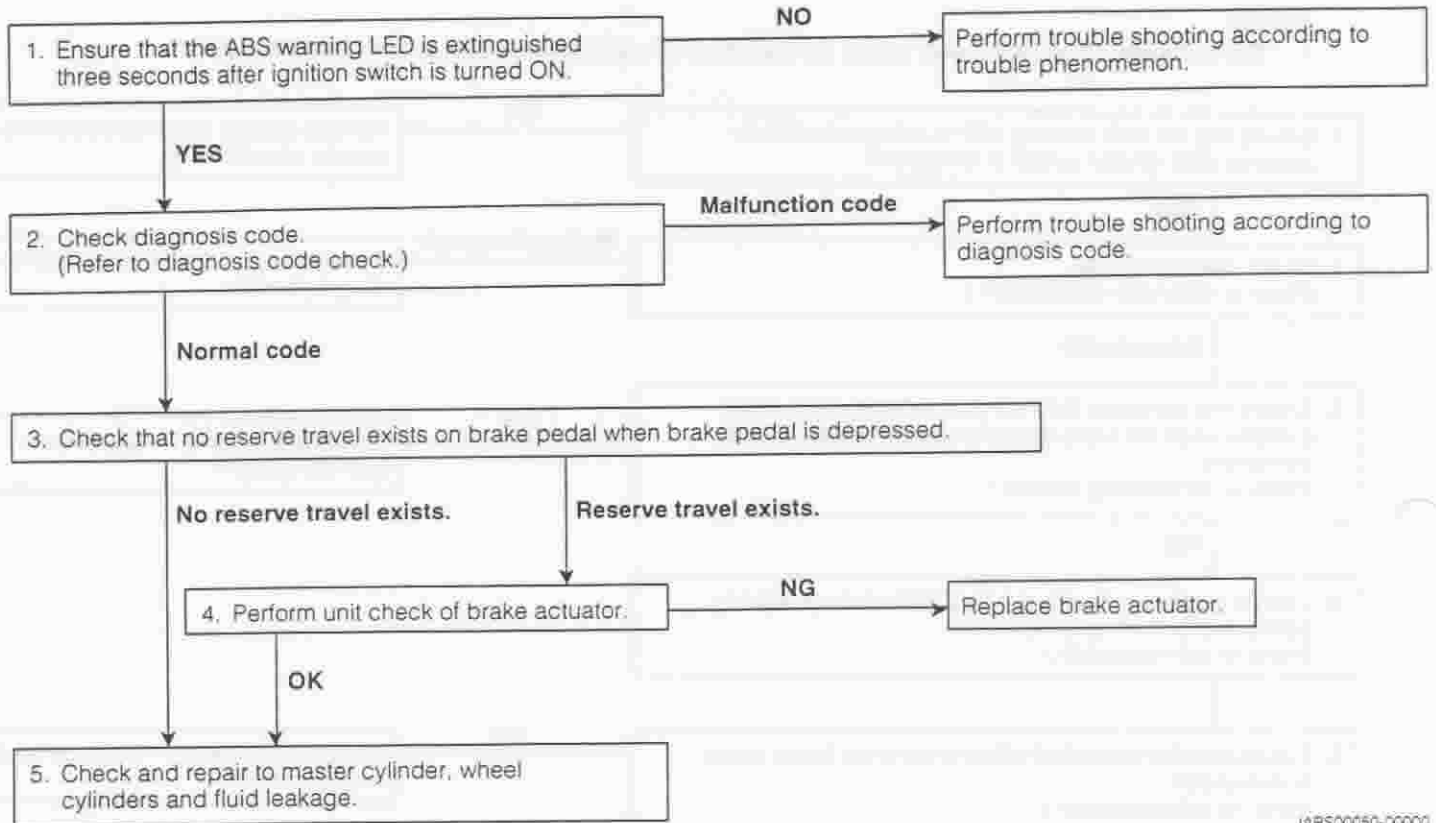 NO
1. Ensure that the ABS warning LED is extinguished
three seconds after ignition switch is turned ON.
Perform trouble shooting according to
trouble phenomenon.
YES
Malfunction code
2. Check diagnosis code.
(Refer to diagnosis code check.)
Perform trouble shooting according to
diagnosis code.
Normal code
3. Check that no reserve travel exists on brake pedal when brake pedal is depressed.
No reserve travel exists.
Reserve travel exists.
NG
4. Perform unit check of brake actuator.
Replace brake actuator.
OK
5. Check and repair to master cylinder, wheel
cylinders and fluid leakage.
JABS00050-00000